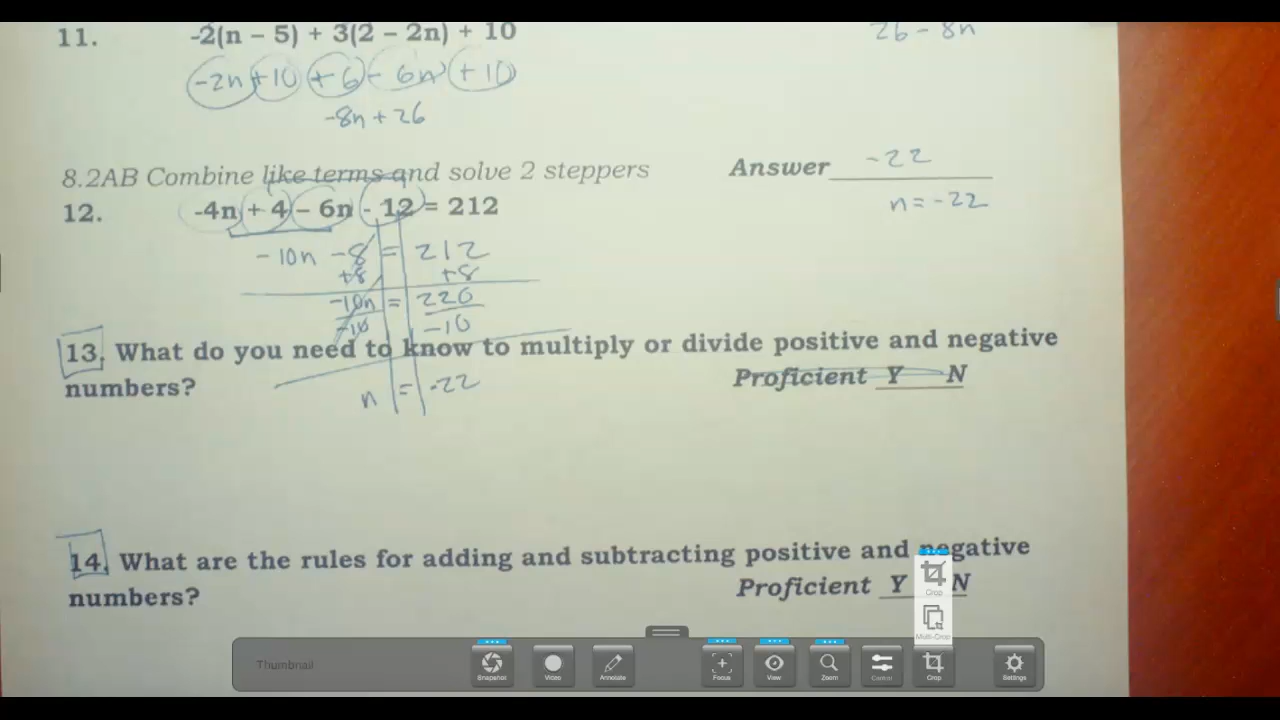 11. -2(n – 5) + 3(2 – 2n) + 10
26 - 8n
-2n +10 +6 - 6n +10
-8n + 26
8.2AB Combine like terms and solve 2 steppers Answer -22
12. -4n + 4 – 6n - 12 = 212
n = -22
-10n -8 = 212
+8 +8
-10n = 220
-10 -10
13. What do you need to know to multiply or divide positive and negative
numbers? Proficient Y N
n = -22
14. What are the rules for adding and subtracting positive and negative
numbers? Proficient Y N
Crop
Multi-Crop
Thumbnail
Snapshot Video Annotate Focus View Zoom Control Crop Settings